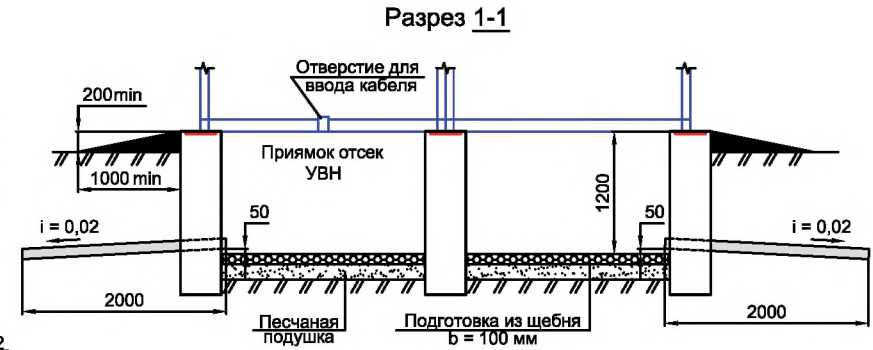 Разрез 1-1
Отверстие для
ввода кабеля
200min
Приямок отсек
УВН
1000 min
1200
50
50
i = 0,02
i = 0,02
2000
2000
Песчаная
подушка
Подготовка из щебня
b = 100 мм
2.